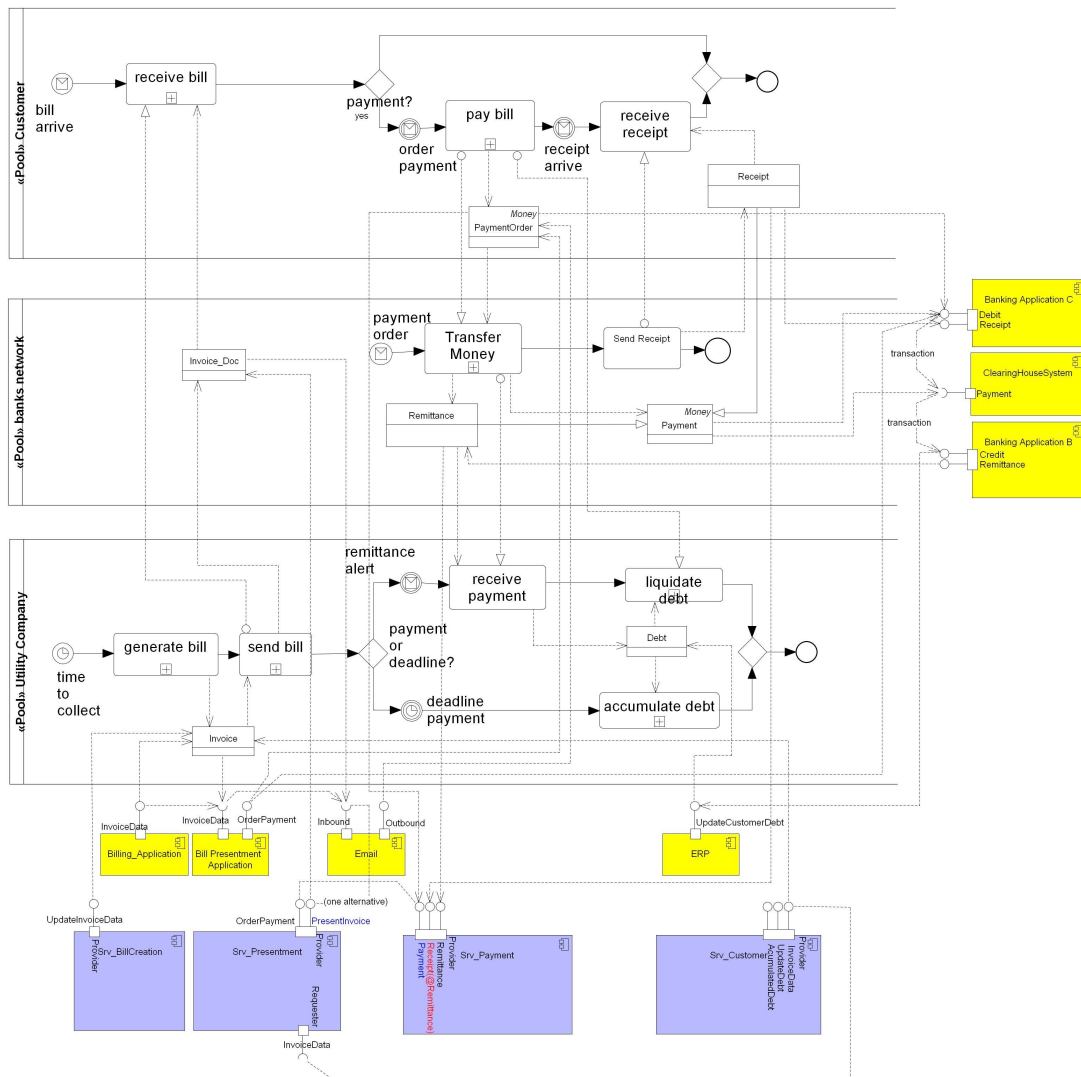 «Pool» Customer
bill
arrive
receive bill
payment?
yes
order
payment
pay bill
receipt
arrive
receive
receipt
Receipt
Money
PaymentOrder
«Pool» banks network
payment
order
Invoice_Doc
Transfer
Money
Send Receipt
Remittance
Money
Payment
Banking Application C
Debit
Receipt
transaction
ClearingHouseSystem
Payment
transaction
Banking Application B
Credit
Remittance
«Pool» Utility Company
time
to
collect
generate bill
send bill
Invoice
remittance
alert
payment
or
deadline?
receive
payment
deadline
payment
liquidate
debt
Debt
accumulate debt
InvoiceData
Billing_Application
InvoiceData
OrderPayment
Bill Presentment
Application
Inbound
Outbound
Email
UpdateCustomerDebt
ERP
UpdateInvoiceData
Provider
Srv_BillCreation
OrderPayment
PresentInvoice
(one alternative)
Srv_Presentment
Provider
Requester
InvoiceData
Provider
Remittance
Receipt(@Remittance)
Payment
Srv_Payment
Srv_Customer
Provider
InvoiceData
UpdateDebt
AcumulatedDebt